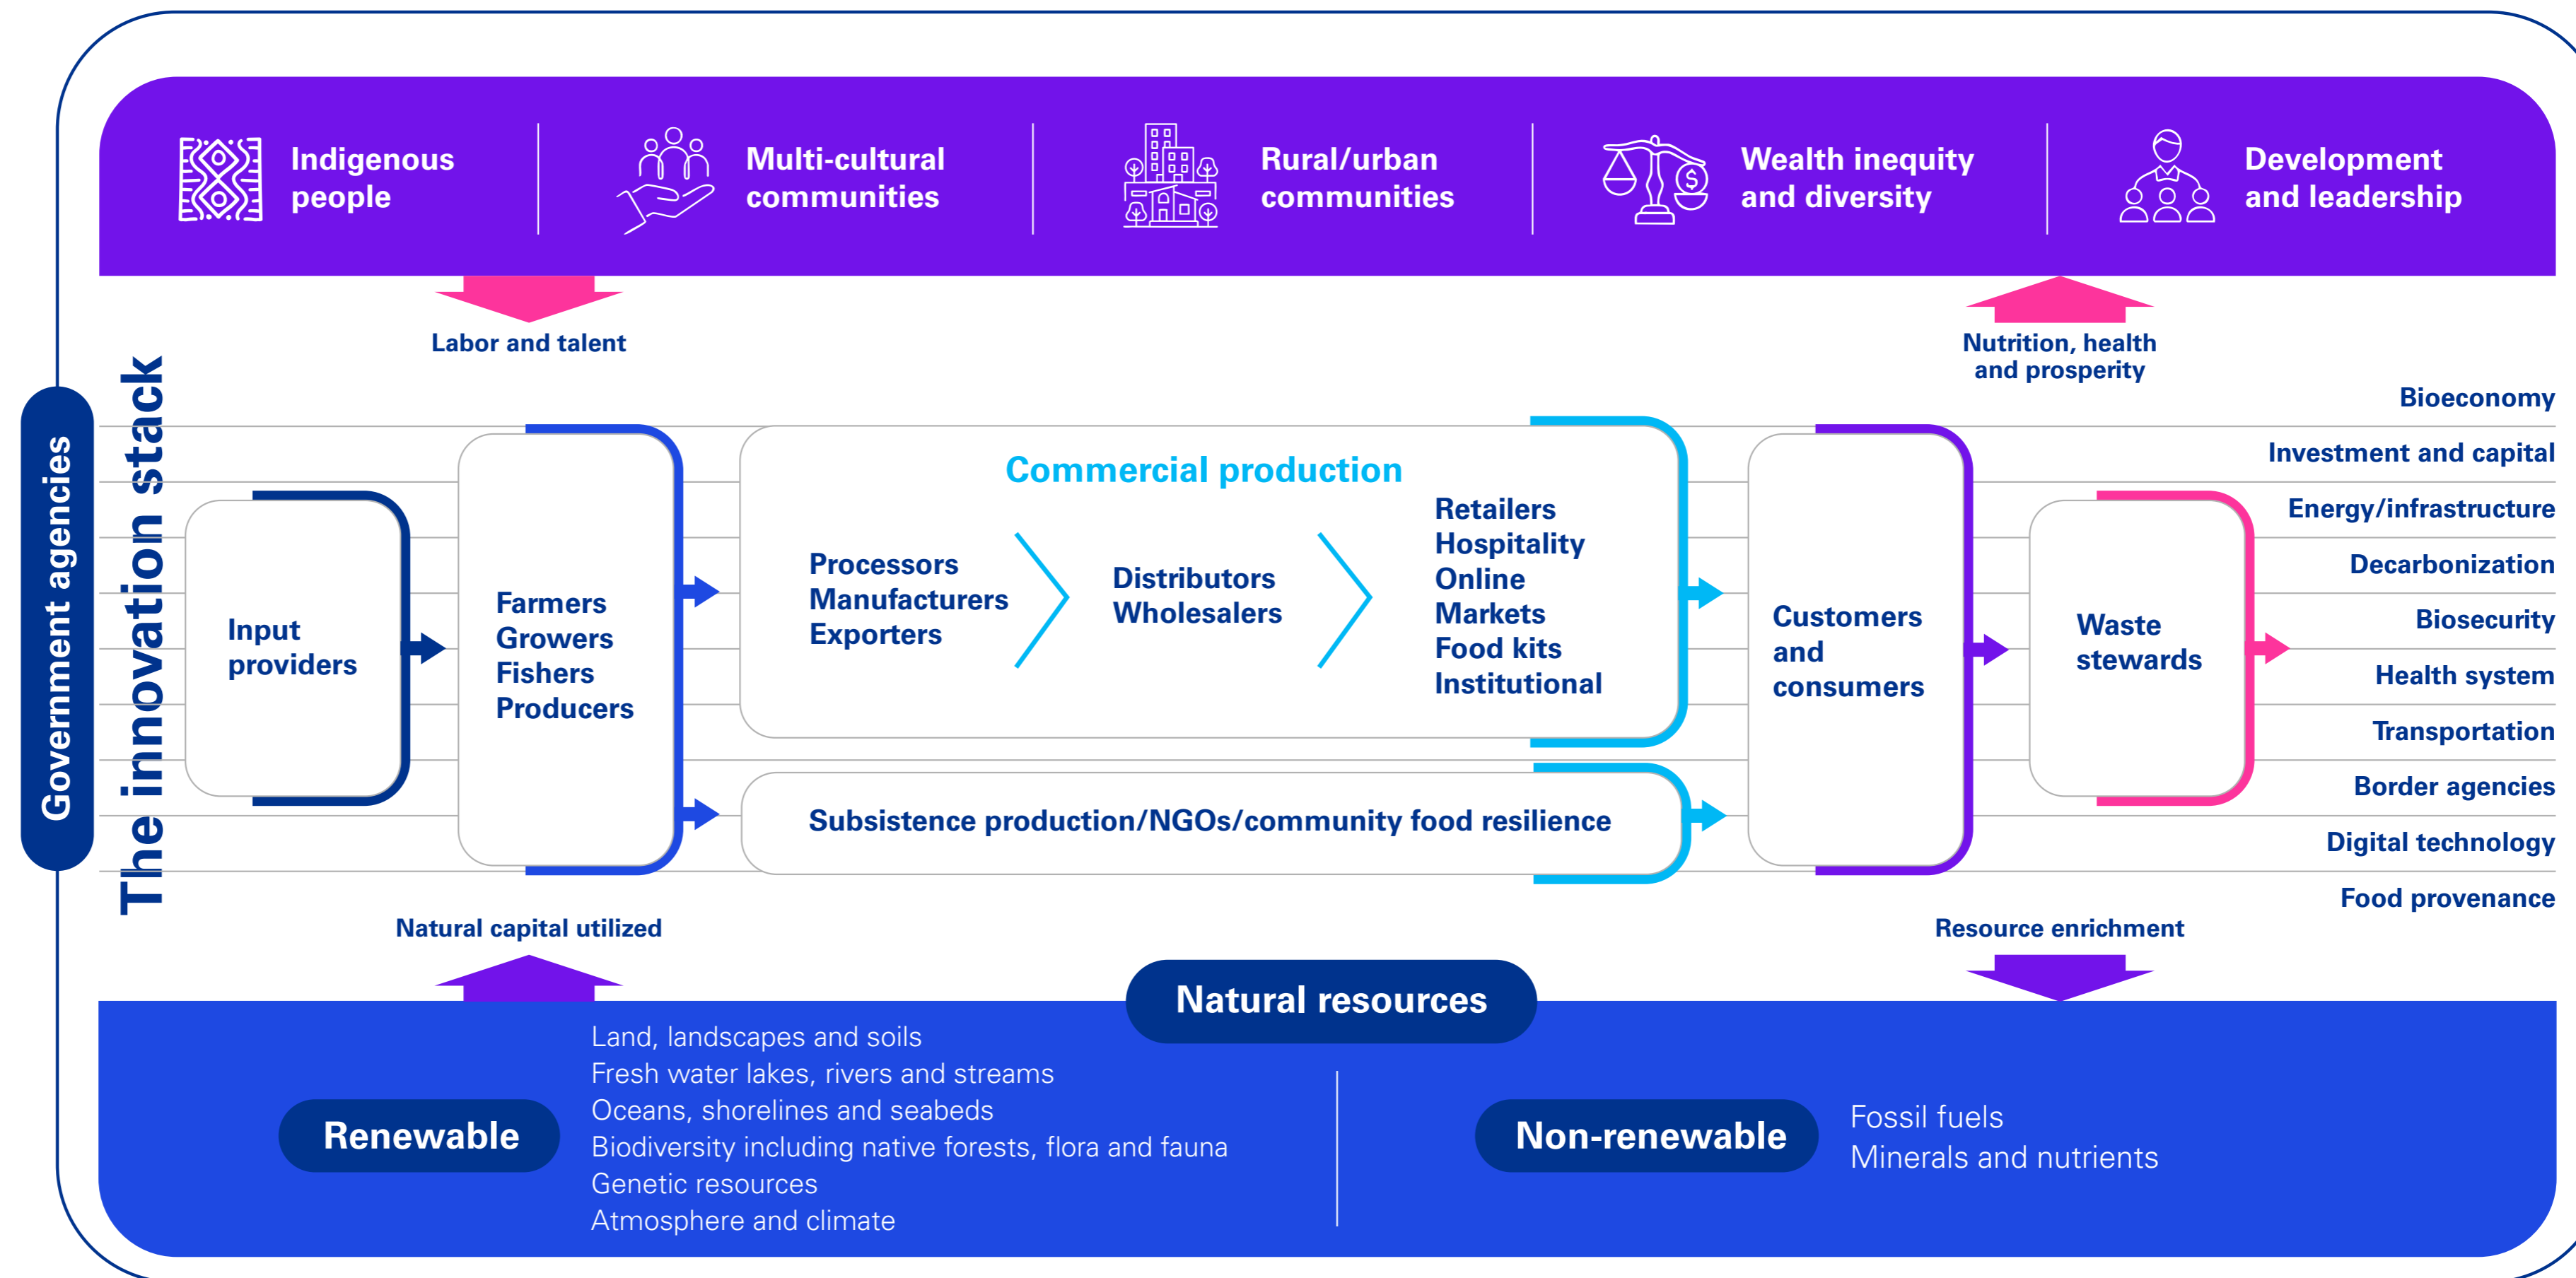 Indigenous
people
Multi-cultural
communities
Rural/urban
communities
Wealth inequity
and diversity
Development
and leadership
Labor and talent
Nutrition, health
and prosperity
Government agencies
The innovation stack
Input
providers
Farmers
Growers
Fishers
Producers
Commercial production
Processors
Manufacturers
Exporters
Distributors
Wholesalers
Retailers
Hospitality
Online
Markets
Food kits
Institutional
Subsistence production/NGOs/community food resilience
Customers
and
consumers
Waste
stewards
Bioeconomy
Investment and capital
Energy/infrastructure
Decarbonization
Biosecurity
Health system
Transportation
Border agencies
Digital technology
Food provenance
Natural capital utilized
Resource enrichment
Natural resources
Renewable
Land, landscapes and soils
Fresh water lakes, rivers and streams
Oceans, shorelines and seabeds
Biodiversity including native forests, flora and fauna
Genetic resources
Atmosphere and climate
Non-renewable
Fossil fuels
Minerals and nutrients